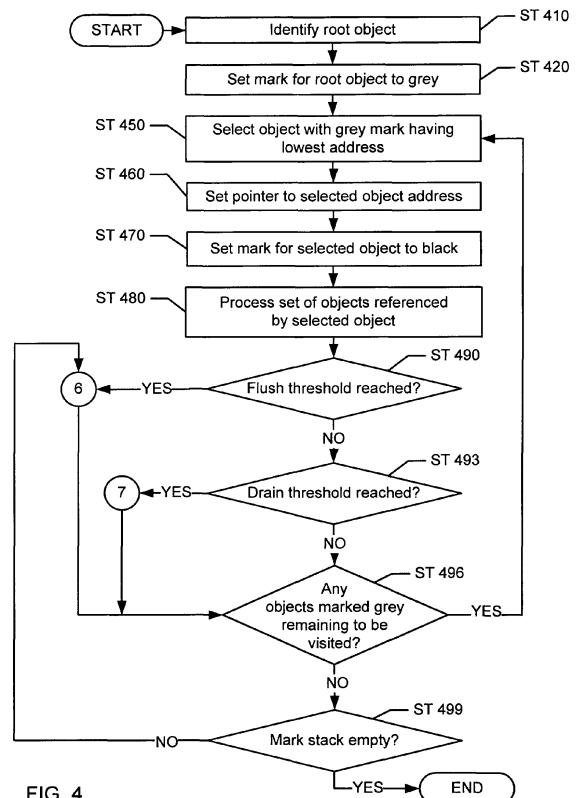 START
Identify root object
ST 410
Set mark for root object to grey
ST 420
ST 450
Select object with grey mark having
lowest address
ST 460
Set pointer to selected object address
ST 470
Set mark for selected object to black
ST 480
Process set of objects referenced
by selected object
ST 490
6
YES
Flush threshold reached?
NO
ST 493
7
YES
Drain threshold reached?
NO
ST 496
Any
objects marked grey
remaining to be
visited?
YES
NO
ST 499
NO
Mark stack empty?
YES
END
FIG. 4